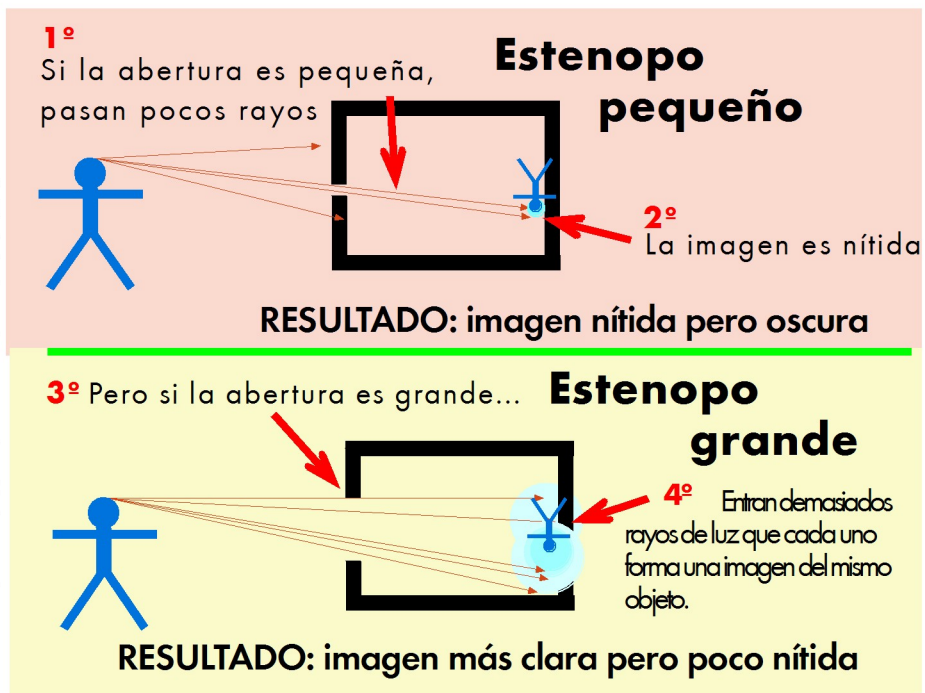 1º
Si la abertura es pequeña,
pasan pocos rayos
Estenopo
pequeño
2º
La imagen es nítida
RESULTADO: imagen nítida pero oscura
3º Pero si la abertura es grande...
Estenopo
grande
4º Entran demasiados
rayos de luz que cada uno
forma una imagen del mismo
objeto.
RESULTADO: imagen más clara pero poco nítida